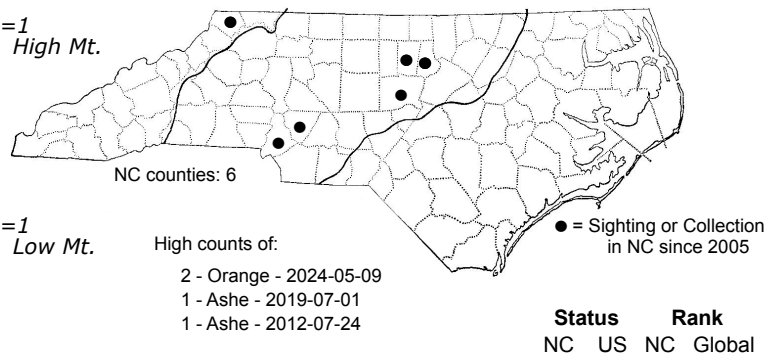 =1
High Mt.
NC counties: 6
=1
Low Mt.
High counts of:
2 - Orange - 2024-05-09
1 - Ashe - 2019-07-01
1 - Ashe - 2012-07-24
● = Sighting or Collection
in NC since 2005
Status Rank
NC US NC Global